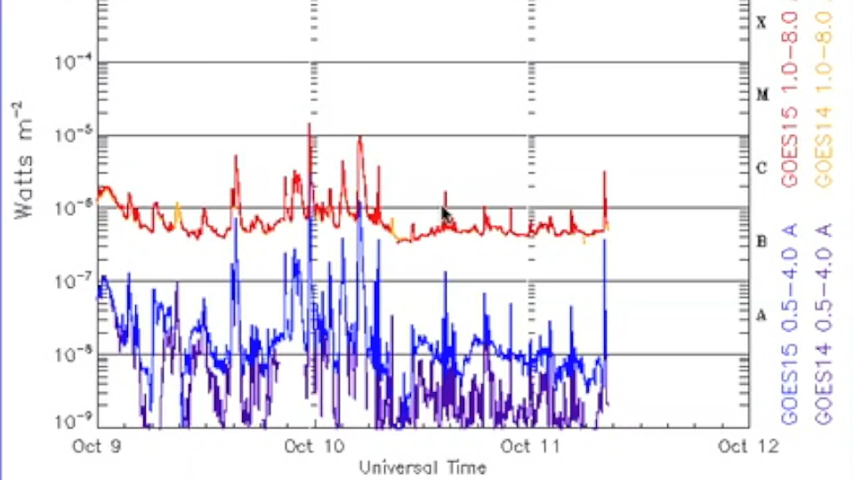 X
10⁻⁴
M
10⁻⁵
C
10⁻⁶
B
10⁻⁷
A
10⁻⁸
10⁻⁹
Watts m⁻²
Oct 9
Oct 10
Oct 11
Oct 12
Universal Time
GOES15 1.0-8.0
GOES14 1.0-8.0
GOES15 0.5-4.0 A
GOES14 0.5-4.0 A